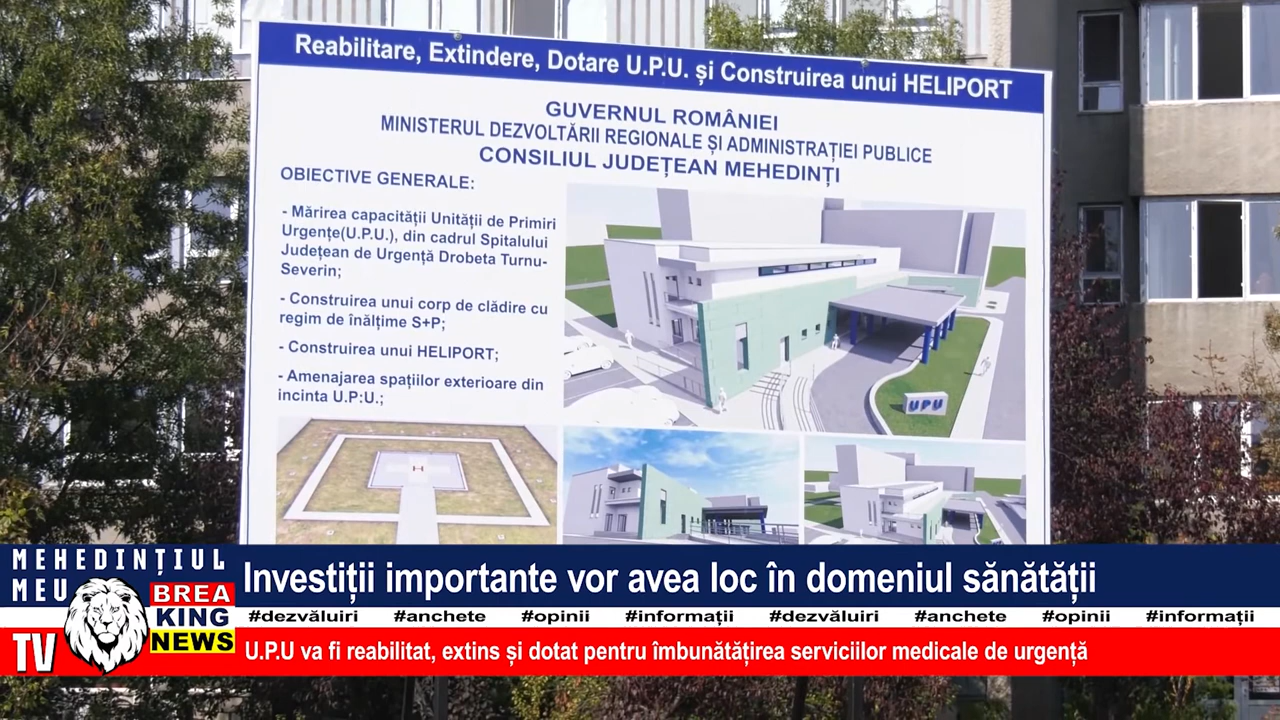 Reabilitare, Extindere, Dotare U.P.U. și Construirea unui HELIPORT
GUVERNUL ROMÂNIEI
MINISTERUL DEZVOLTĂRII REGIONALE ȘI ADMINISTRAȚIEI PUBLICE
CONSILIUL JUDEȚEAN MEHEDINȚI
OBIECTIVE GENERALE:
- Mărirea capacității Unității de Primiri
Urgențe(U.P.U.), din cadrul Spitalului
Județean de Urgență Drobeta Turnu-
Severin;
- Construirea unui corp de clădire cu
regim de înălțime S+P;
- Construirea unui HELIPORT;
- Amenajarea spațiilor exterioare din
incinta U.P:U.;
UPU
H
MEHEDINȚIUL
MEU
TV
BREA
KING
NEWS
Investiții importante vor avea loc în domeniul sănătății
#dezvăluiri #anchete #opinii #informații #dezvăluiri #anchete #opinii #informații
U.P.U va fi reabilitat, extins și dotat pentru îmbunătățirea serviciilor medicale de urgență